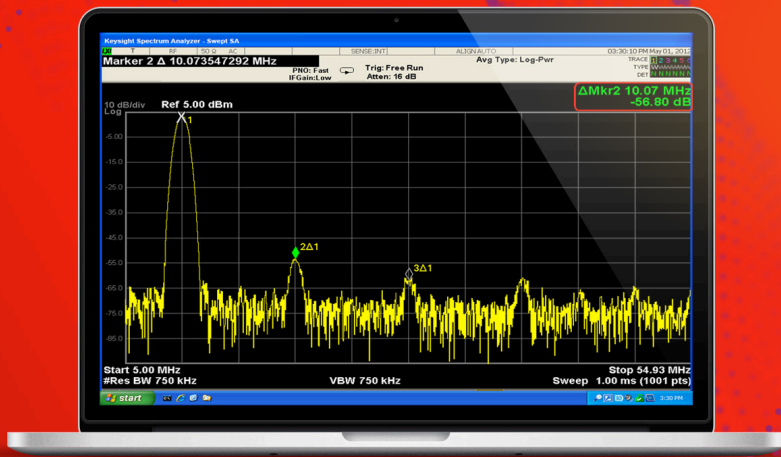 Keysight Spectrum Analyzer - Swept SA
T RF 50 Ω AC SENSE:INT ALIGN AUTO 03:30:10 PM May 01, 2012
Marker 2 Δ 10.073547292 MHz
PNO: Fast
IFGain:Low
Trig: Free Run
Atten: 16 dB
Avg Type: Log-Pwr
TRACE 1 2 3 4 5
TYPE
DET N N N N N
ΔMkr2 10.07 MHz
-56.80 dB
10 dB/div Ref 5.00 dBm
Log
1
-5.00
-15.0
-25.0
-35.0
-45.0
2Δ1
-55.0
3Δ1
-65.0
-75.0
-85.0
Start 5.00 MHz Stop 54.93 MHz
#Res BW 750 kHz VBW 750 kHz Sweep 1.00 ms (1001 pts)
start 3:30 PM